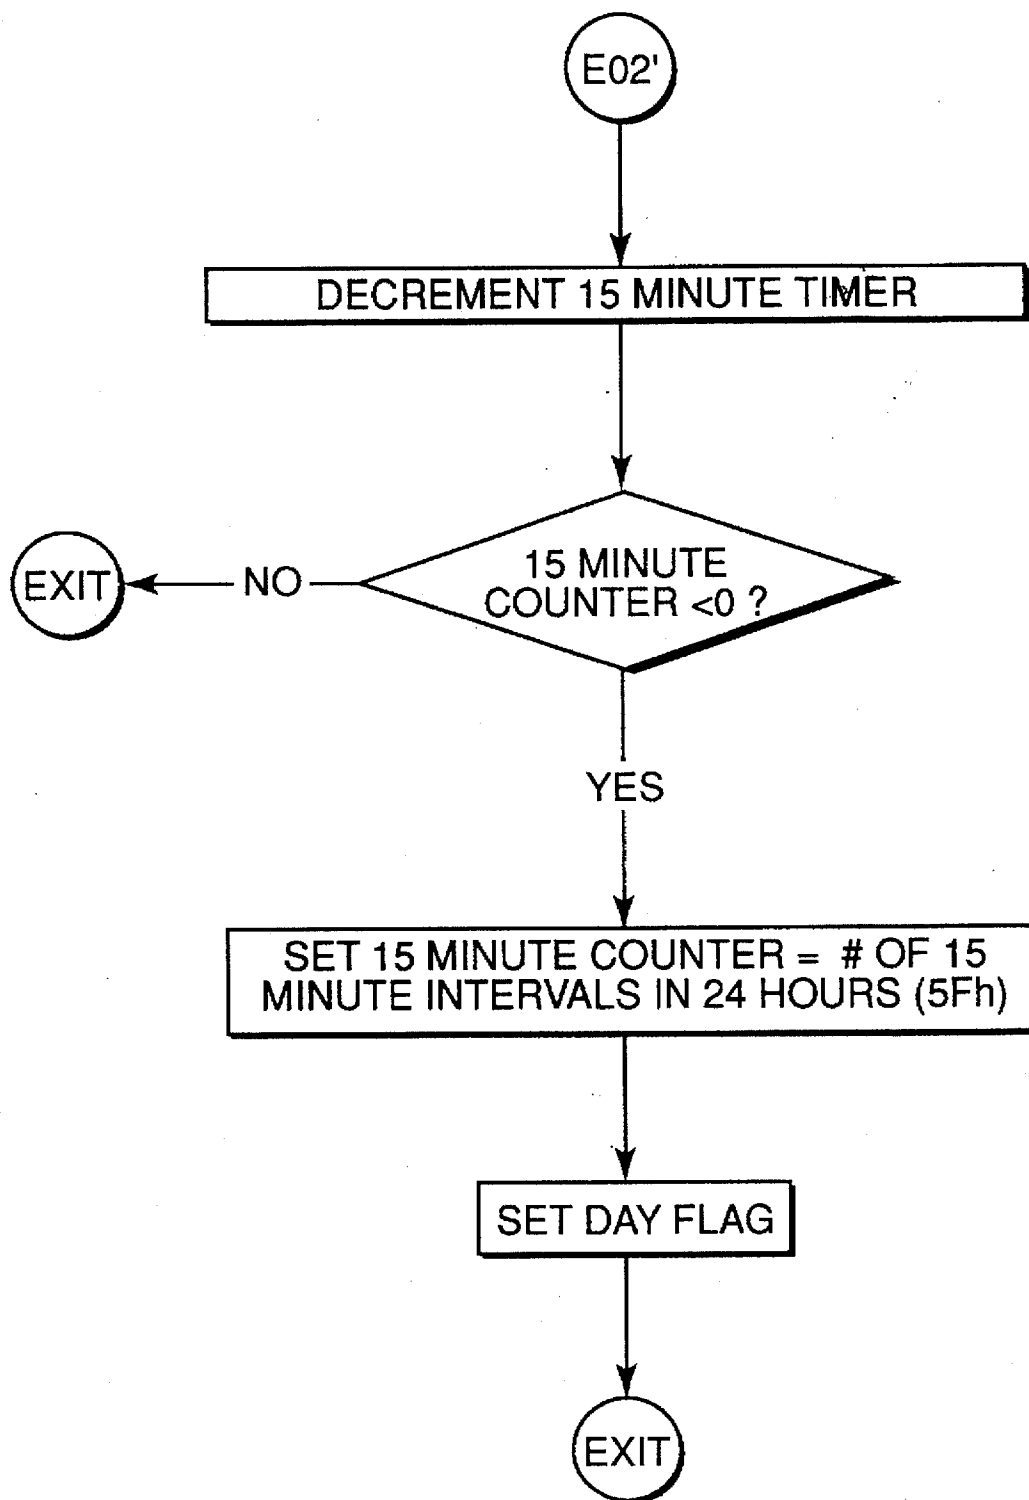 E02'
DECREMENT 15 MINUTE TIMER
15 MINUTE
COUNTER <0 ?
NO
EXIT
YES
SET 15 MINUTE COUNTER = # OF 15
MINUTE INTERVALS IN 24 HOURS (5Fh)
SET DAY FLAG
EXIT